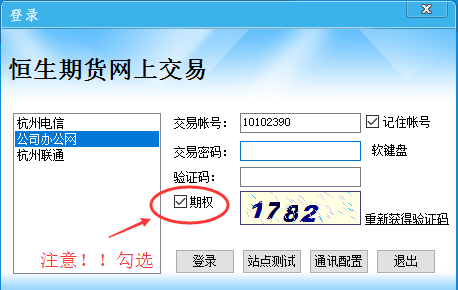 登录
恒生期货网上交易
杭州电信
公司办公网
杭州联通
交易帐号：
10102390
记住帐号
交易密码：
软键盘
验证码：
期权
1782
重新获得验证码
注意！！勾选
登录
站点测试
通讯配置
退出